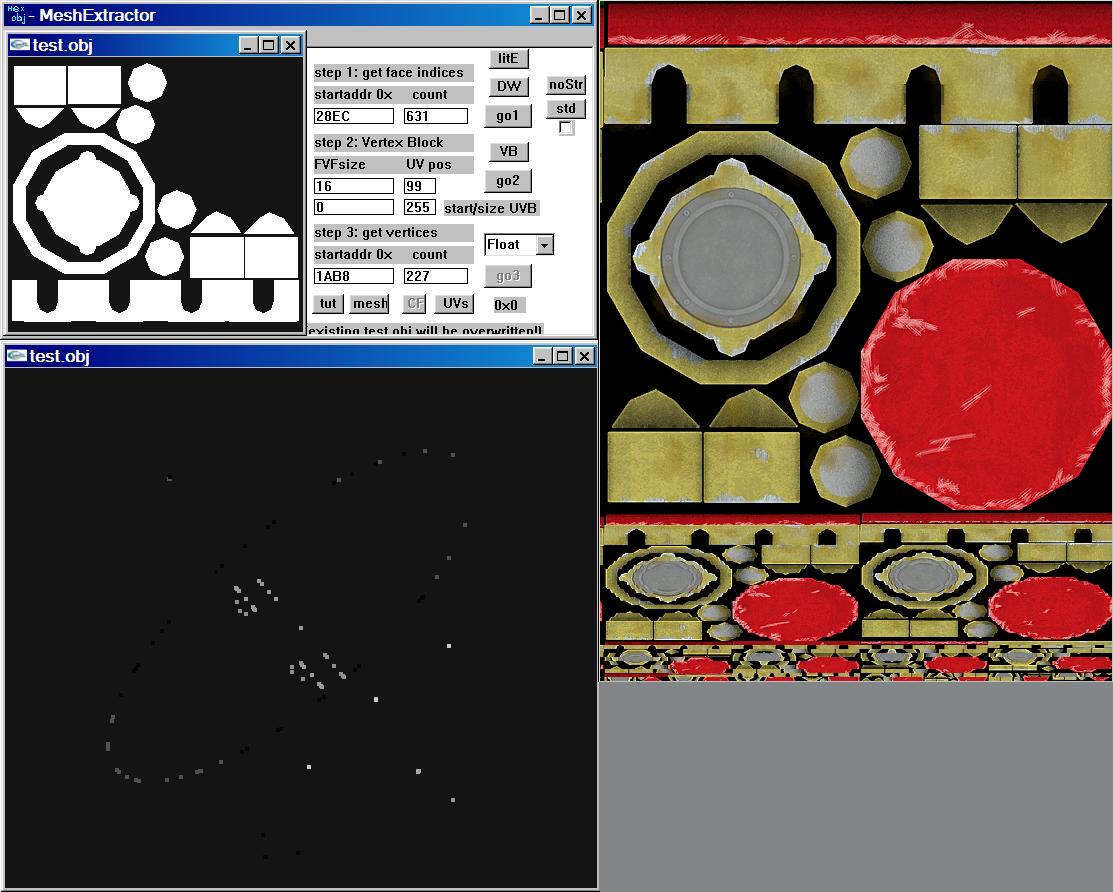 Hex
obj- MeshExtractor
test.obj
litE
step 1: get face indices
DW
noStr
startaddr 0x count
std
28EC 631
go1
step 2: Vertex Block
VB
FVFsize UV pos
go2
16 99
0 255 start/size UVB
step 3: get vertices
Float
startaddr 0x count
1AB8 227
go3
tut mesh CF UVs 0x0
existing test obj will be overwritten!)
test.obj